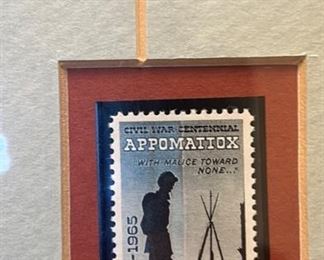 CIVIL WAR CENTENNIAL
APPOMATTOX
"WITH MALICE TOWARD
NONE..."
-1965